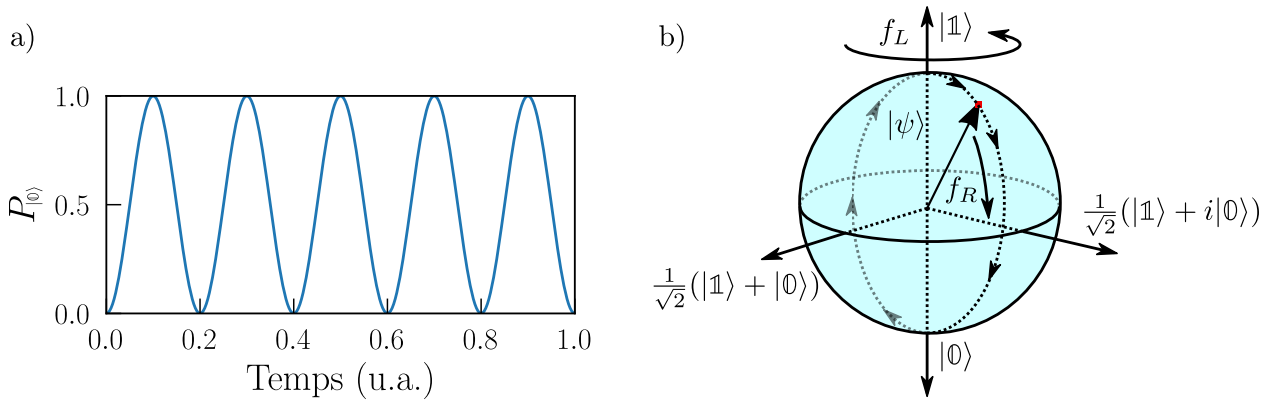 a)
1.0
0.5
0.0
P|𝟘⟩
0.0 0.2 0.4 0.6 0.8 1.0
Temps (u.a.)
b)
f_L
|𝟙⟩
|ψ⟩
f_R
1/√2(|𝟙⟩ + i|𝟘⟩)
1/√2(|𝟙⟩ + |𝟘⟩)
|𝟘⟩